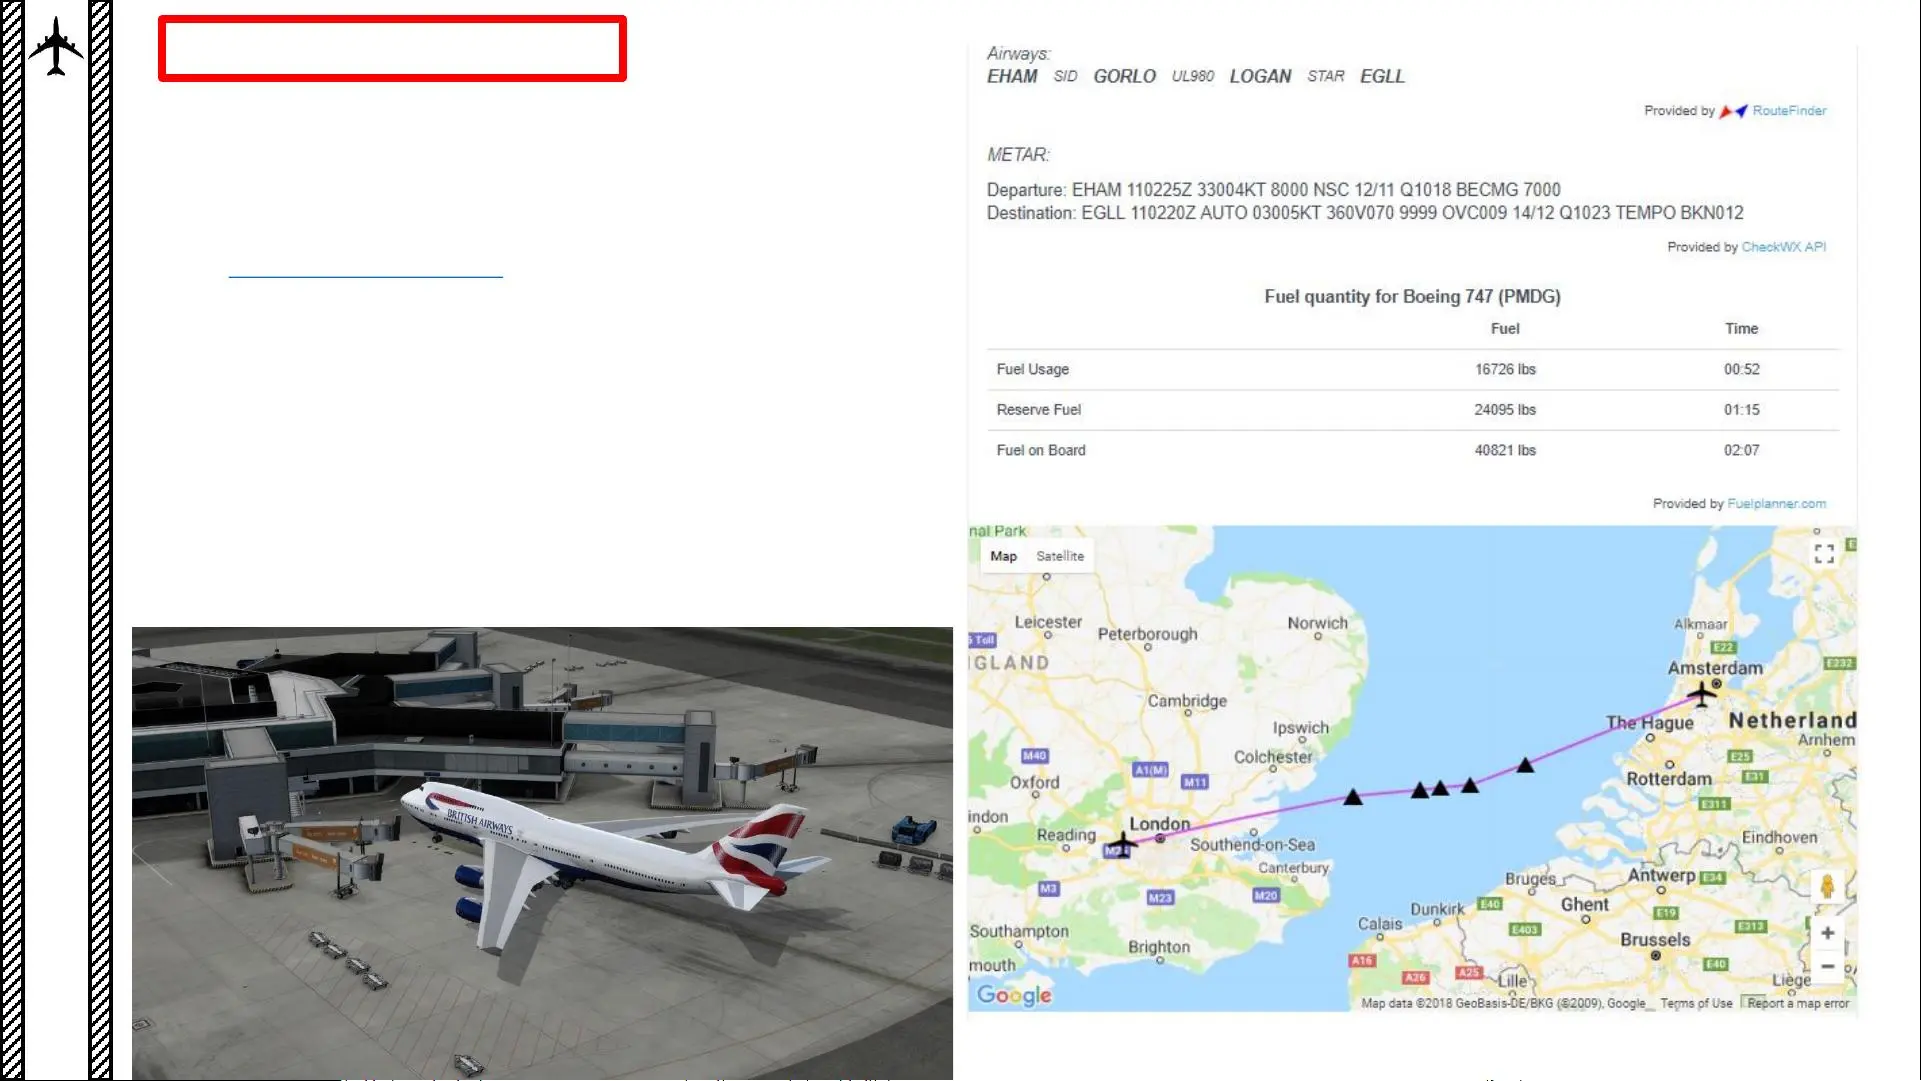 Airways:
EHAM SID GORLO UL980 LOGAN STAR EGLL
Provided by RouteFinder
METAR:
Departure: EHAM 110225Z 33004KT 8000 NSC 12/11 Q1018 BECMG 7000
Destination: EGLL 110220Z AUTO 03005KT 360V070 9999 OVC009 14/12 Q1023 TEMPO BKN012
Provided by CheckWX API
Fuel quantity for Boeing 747 (PMDG)
Fuel Time
Fuel Usage 16726 lbs 00:52
Reserve Fuel 24095 lbs 01:15
Fuel on Board 40821 lbs 02:07
Provided by Fuelplanner.com
nal Park
Map Satellite
Leicester
Peterborough
Norwich
Toll
IGLAND
Cambridge
Ipswich
Colchester
M40
A1(M)
M11
Oxford
indon
Reading
London
Southend-on-Sea
Canterbury
M3
M23
M20
Southampton
Brighton
mouth
Alkmaar
E22
Amsterdam
E232
The Hague
Netherland
Arnhem
E25
Rotterdam
E31
E311
Eindhoven
Bruges
Antwerp
E34
Dunkirk
E40
Ghent
E19
Calais
E403
E313
Brussels
A16
A26
A25
E40
Lille
Liège
Google
Map data ©2018 GeoBasis-DE/BKG (©2009), Google Terms of Use Report a map error
BRITISH AIRWAYS